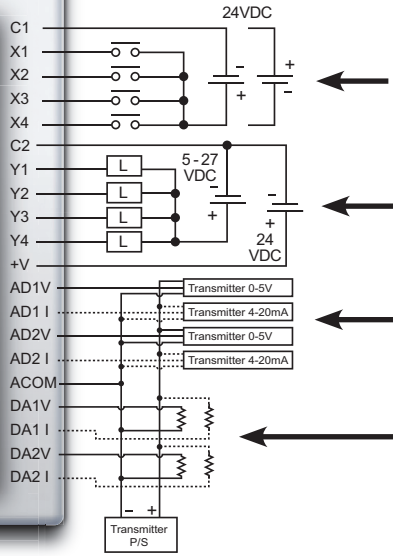 24VDC
C1
X1
X2
X3
X4
C2
Y1
Y2
Y3
Y4
+V
AD1V
AD1 I
AD2V
AD2 I
ACOM
DA1V
DA1 I
DA2V
DA2 I
- +
+ -
L
L
L
L
5-27
VDC
-
+
-
+
24
VDC
Transmitter 0-5V
Transmitter 4-20mA
Transmitter 0-5V
Transmitter 4-20mA
- +
Transmitter
P/S